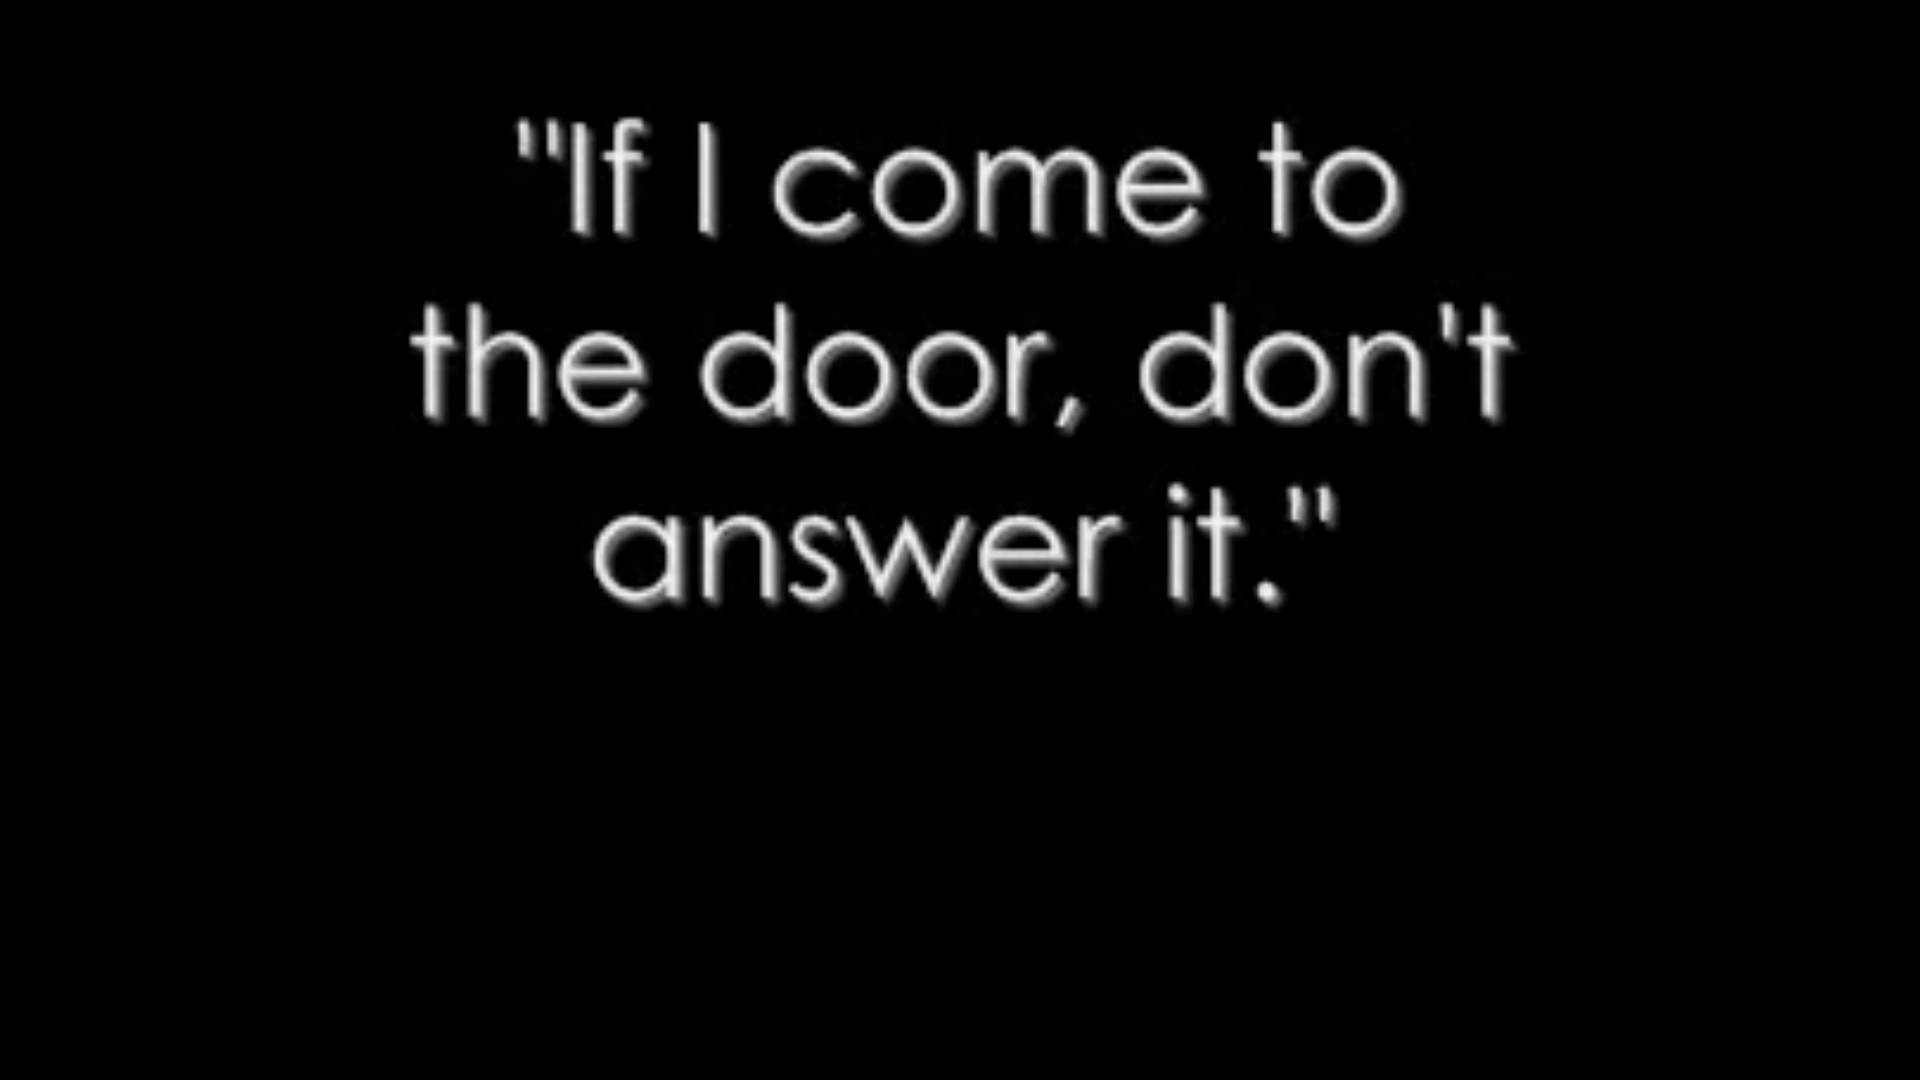 "If I come to
the door, don't
answer it."